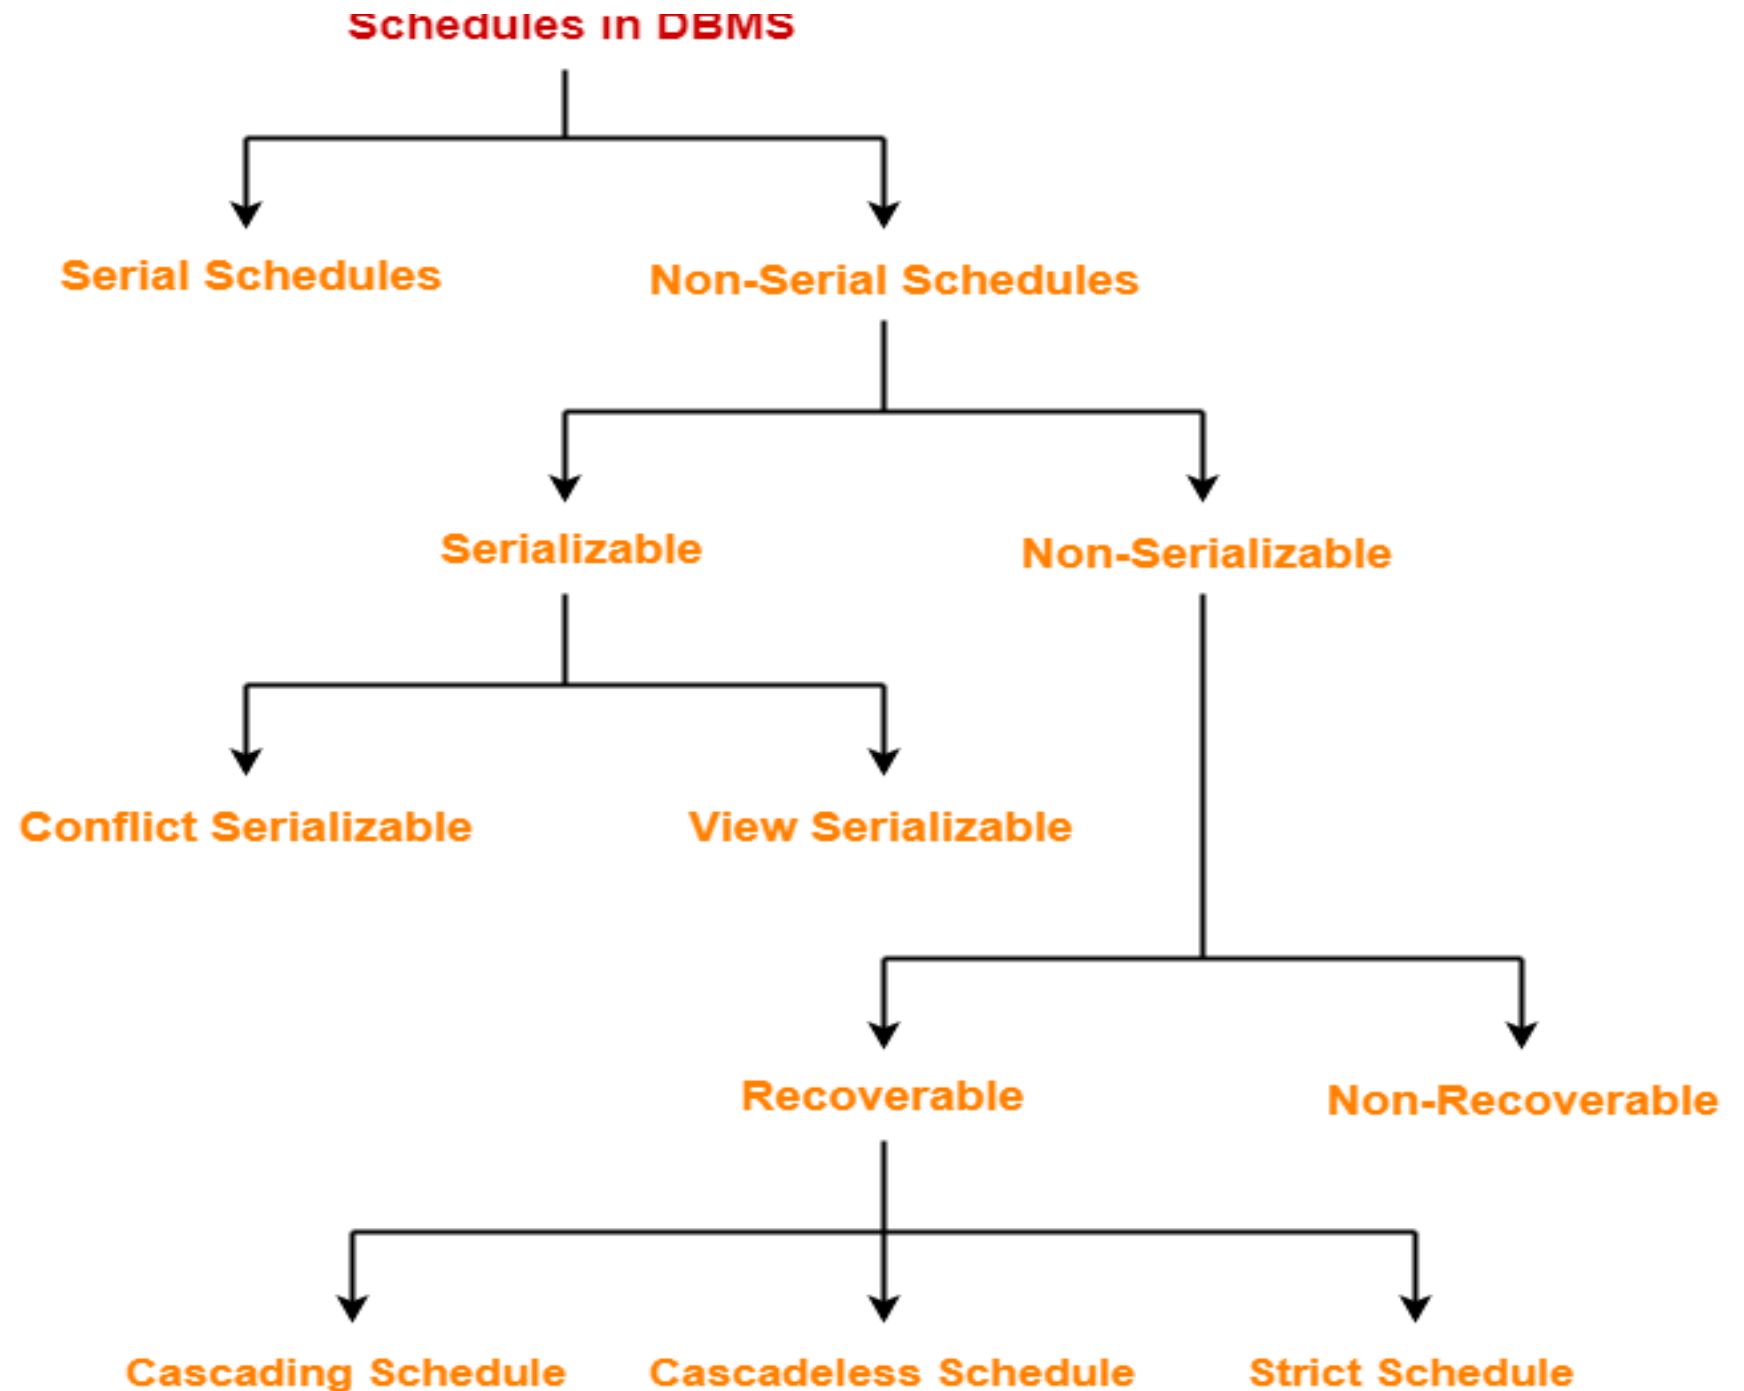 Schedules in DBMS
Serial Schedules
Non-Serial Schedules
Serializable
Non-Serializable
Conflict Serializable
View Serializable
Recoverable
Non-Recoverable
Cascading Schedule
Cascadeless Schedule
Strict Schedule